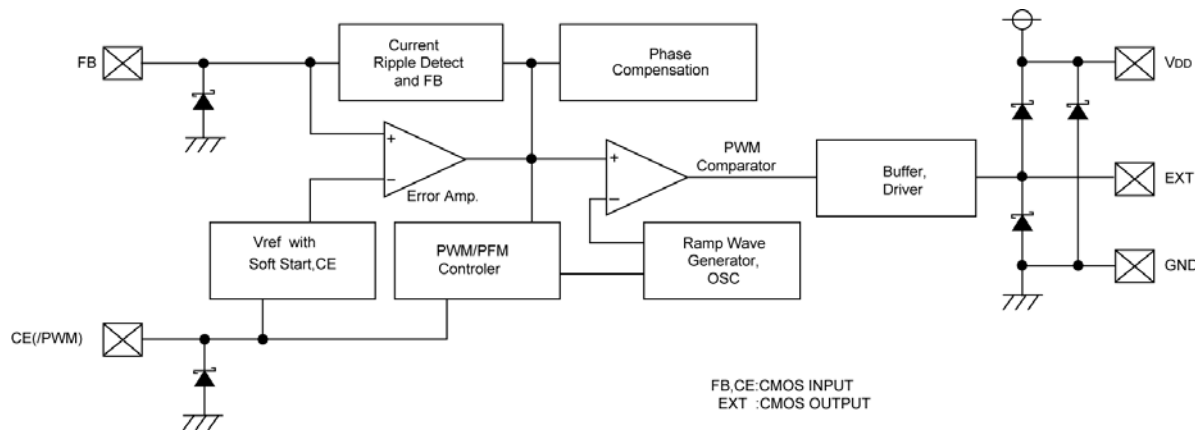 FB
Current
Ripple Detect
and FB
Phase
Compensation
VDD
+
−
Error Amp.
+
−
PWM
Comparator
Buffer,
Driver
EXT
Vref with
Soft Start,CE
PWM/PFM
Controler
Ramp Wave
Generator,
OSC
GND
CE(/PWM)
FB,CE:CMOS INPUT
EXT :CMOS OUTPUT